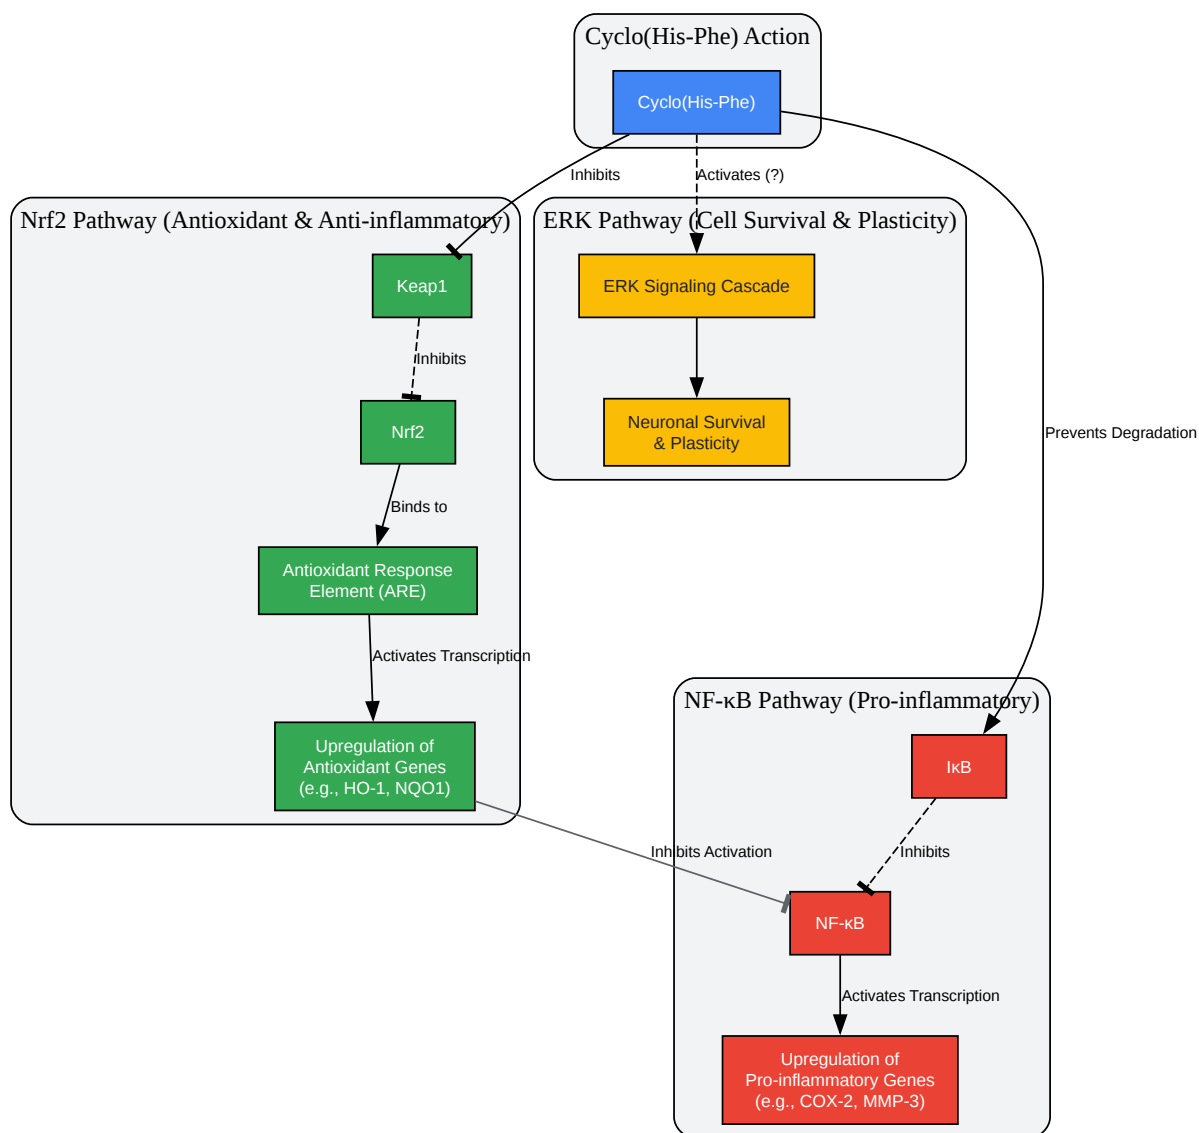 Cyclo(His-Phe) Action
Cyclo(His-Phe)
Inhibits
Activates (?)
Nrf2 Pathway (Antioxidant & Anti-inflammatory)
Keap1
Inhibits
Nrf2
Binds to
Antioxidant Response
Element (ARE)
Activates Transcription
Upregulation of
Antioxidant Genes
(e.g., HO-1, NQO1)
Inhibits Activation
ERK Pathway (Cell Survival & Plasticity)
ERK Signaling Cascade
Neuronal Survival
& Plasticity
Prevents Degradation
NF-κB Pathway (Pro-inflammatory)
IκB
Inhibits
NF-κB
Activates Transcription
Upregulation of
Pro-inflammatory Genes
(e.g., COX-2, MMP-3)